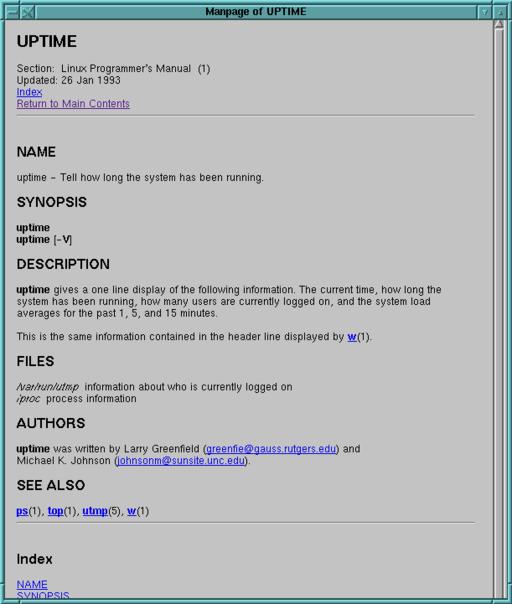 Manpage of UPTIME
UPTIME
Section: Linux Programmer's Manual (1)
Updated: 26 Jan 1993
Index
Return to Main Contents
NAME
uptime - Tell how long the system has been running.
SYNOPSIS
uptime
uptime [-V]
DESCRIPTION
uptime gives a one line display of the following information. The current time, how long the
system has been running, how many users are currently logged on, and the system load
averages for the past 1, 5, and 15 minutes.
This is the same information contained in the header line displayed by w(1).
FILES
/var/run/utmp information about who is currently logged on
/proc process information
AUTHORS
uptime was written by Larry Greenfield (greenfie@gauss.rutgers.edu) and
Michael K. Johnson (johnsonm@sunsite.unc.edu).
SEE ALSO
ps(1), top(1), utmp(5), w(1)
Index
NAME
SYNOPSIS